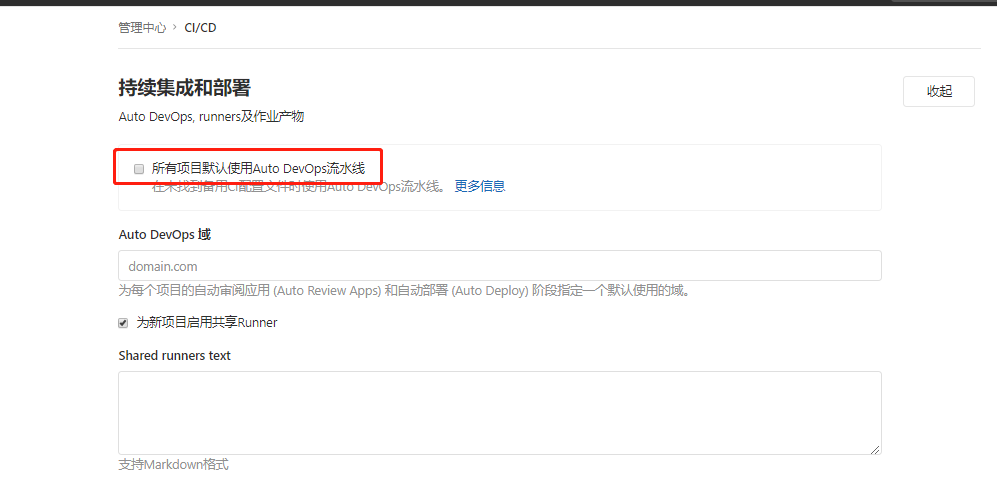 管理中心 › CI/CD
持续集成和部署
收起
Auto DevOps, runners及作业产物
所有项目默认使用Auto DevOps流水线
在未找到备用CI配置文件时使用Auto DevOps流水线。 更多信息
Auto DevOps 域
domain.com
为每个项目的自动审阅应用 (Auto Review Apps) 和自动部署 (Auto Deploy) 阶段指定一个默认使用的域。
为新项目启用共享Runner
Shared runners text
支持Markdown格式